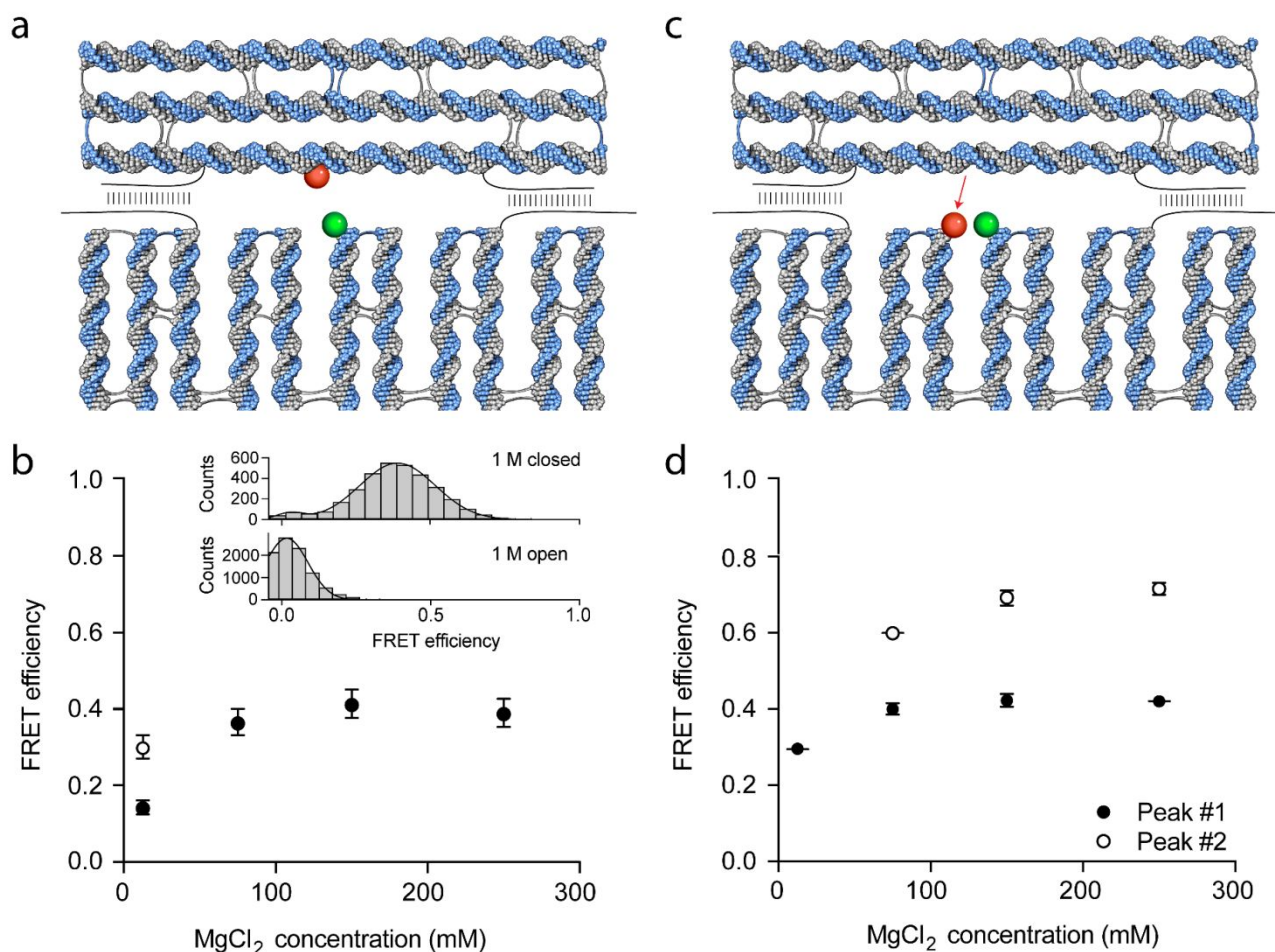 a
c
b
1.0
0.8
0.6
0.4
0.2
0.0
FRET efficiency
0
100
200
300
MgCl₂ concentration (mM)
600
400
200
0
Counts
1 M closed
2000
1000
0
Counts
1 M open
0.0
0.5
1.0
FRET efficiency
d
1.0
0.8
0.6
0.4
0.2
0.0
FRET efficiency
Peak #1
Peak #2
0
100
200
300
MgCl₂ concentration (mM)